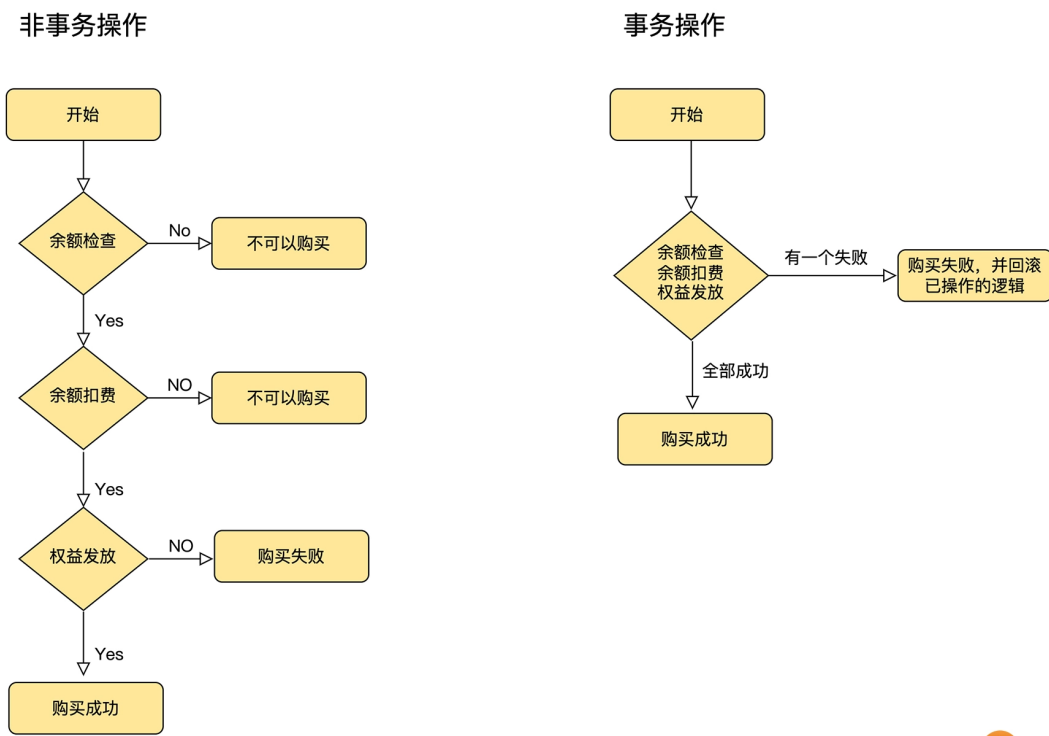 非事务操作
开始
余额检查
No
不可以购买
Yes
余额扣费
NO
不可以购买
Yes
权益发放
NO
购买失败
Yes
购买成功
事务操作
开始
余额检查
余额扣费
权益发放
有一个失败
购买失败，并回滚
已操作的逻辑
全部成功
购买成功